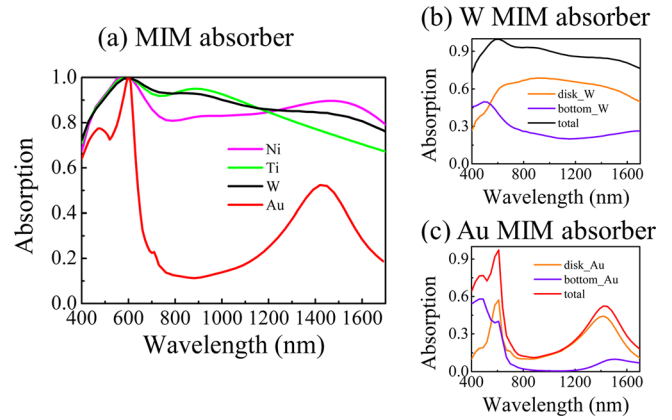 (a) MIM absorber
1.0
0.8
0.6
0.4
0.2
0.0
Absorption
Ni
Ti
W
Au
400 600 800 1000 1200 1400 1600
Wavelength (nm)
(b) W MIM absorber
0.9
0.6
0.3
0.0
Absorption
disk_W
bottom_W
total
400 800 1200 1600
Wavelength (nm)
(c) Au MIM absorber
0.9
0.6
0.3
0.0
Absorption
disk_Au
bottom_Au
total
400 800 1200 1600
Wavelength (nm)